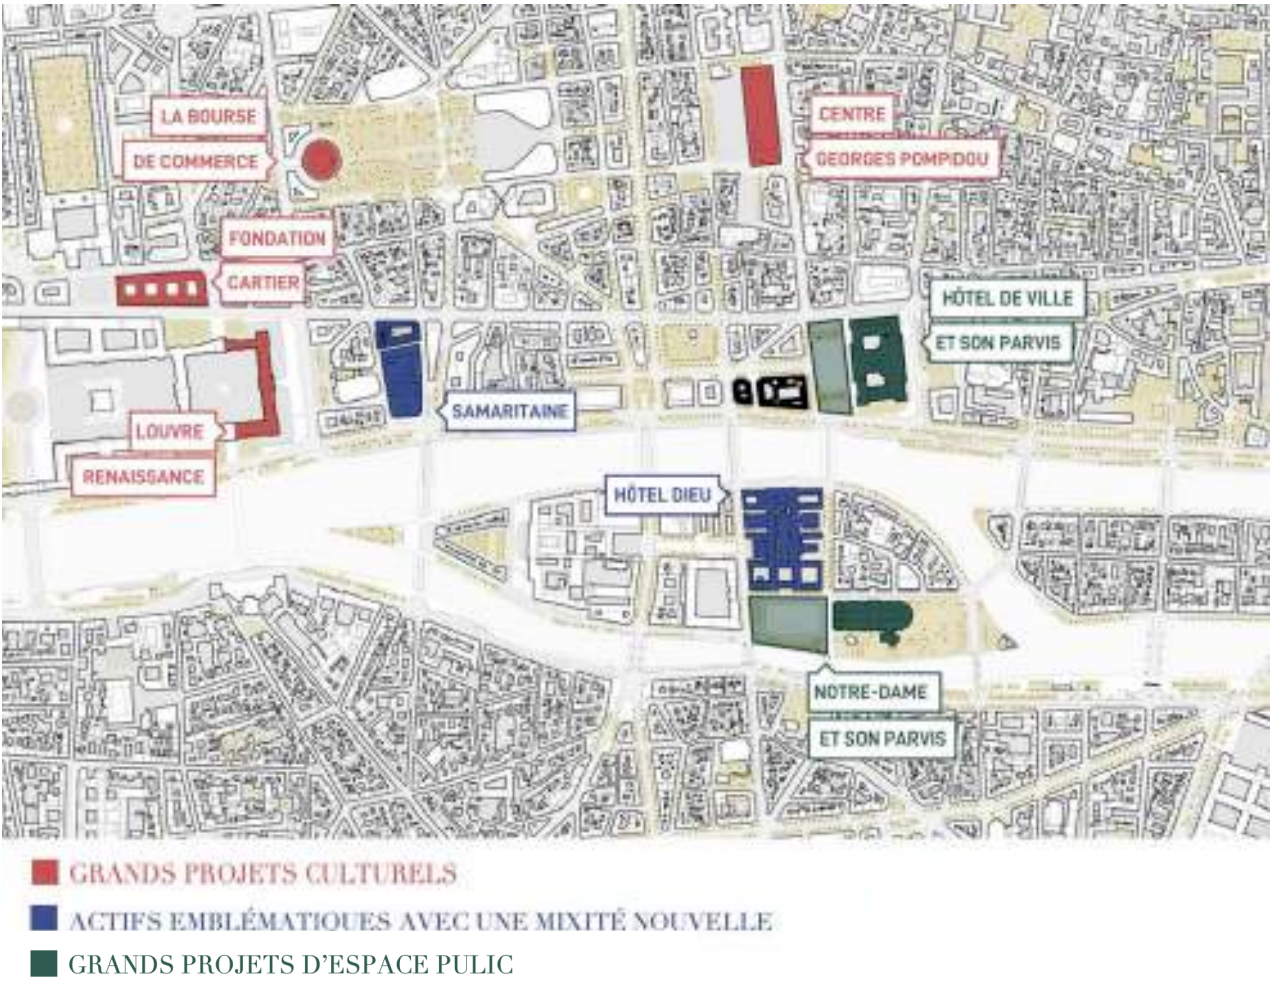 LA BOURSE
DE COMMERCE
CENTRE
GEORGES POMPIDOU
FONDATION
CARTIER
HÔTEL DE VILLE
ET SON PARVIS
SAMARITAINE
LOUVRE
RENAISSANCE
HÔTEL DIEU
NOTRE-DAME
ET SON PARVIS
GRANDS PROJETS CULTURELS
ACTIFS EMBLÉMATIQUES AVEC UNE MIXITÉ NOUVELLE
GRANDS PROJETS D'ESPACE PULIC